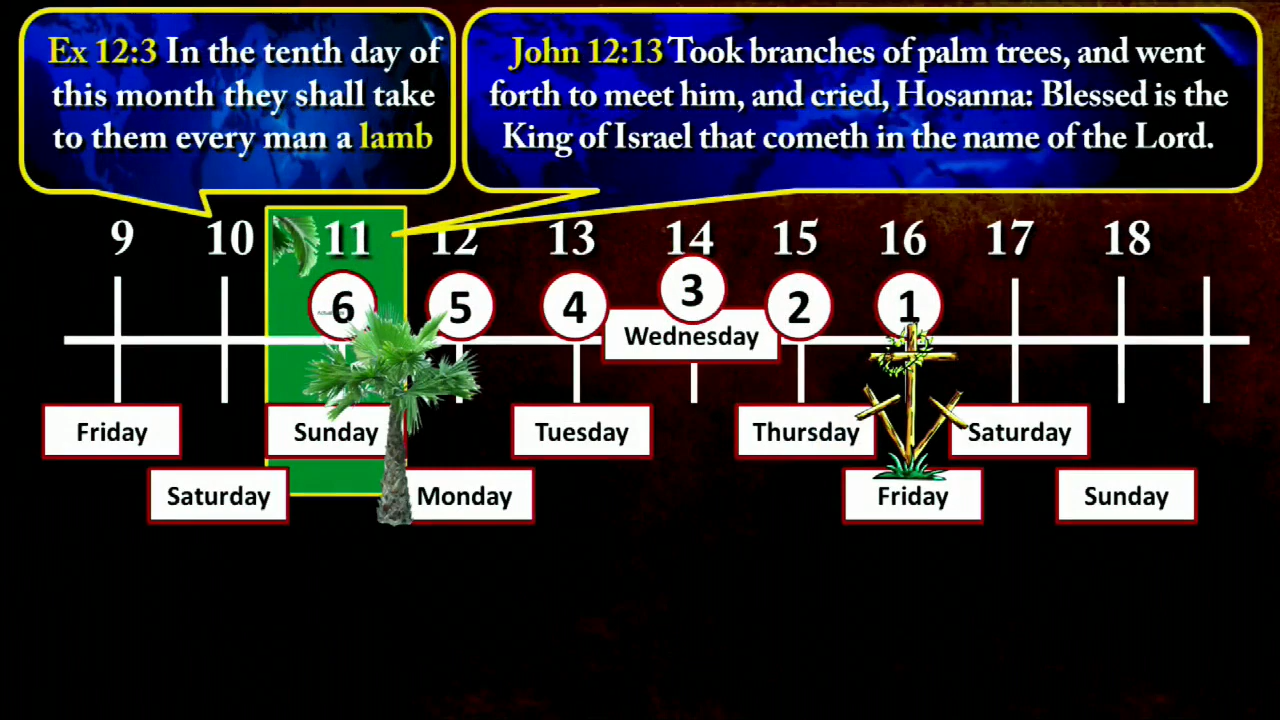 Ex 12:3 In the tenth day of
this month they shall take
to them every man a lamb
John 12:13 Took branches of palm trees, and went
forth to meet him, and cried, Hosanna: Blessed is the
King of Israel that cometh in the name of the Lord.
9 10 11 12 13 14 15 16 17 18
6 5 4 3 2 1
Wednesday
Friday Sunday Tuesday Thursday Saturday
Saturday Monday Friday Sunday